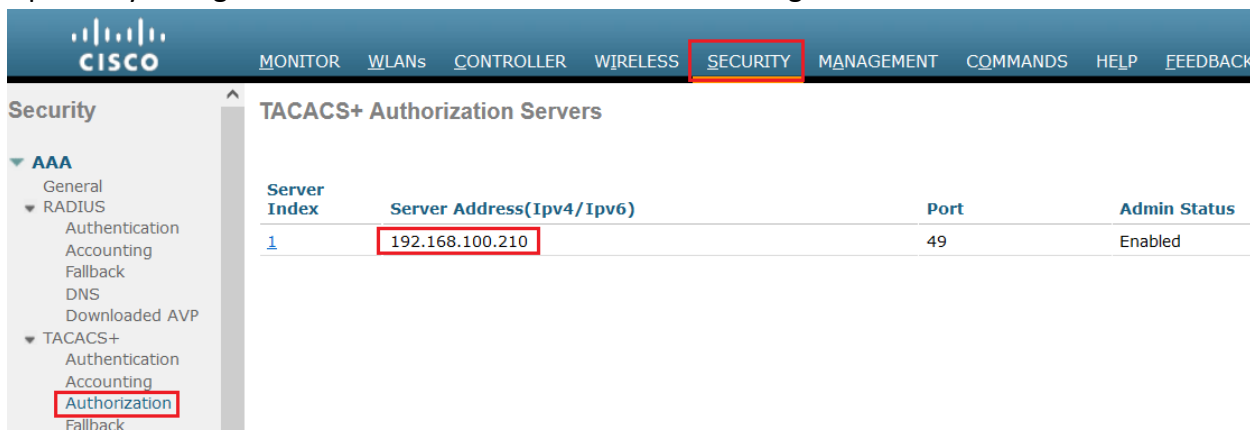 CISCO
MONITOR WLANs CONTROLLER WIRELESS SECURITY MANAGEMENT COMMANDS HELP FEEDBACK
Security
AAA
General
RADIUS
Authentication
Accounting
Fallback
DNS
Downloaded AVP
TACACS+
Authentication
Accounting
Authorization
Fallback
TACACS+ Authorization Servers
Server Index Server Address(Ipv4/Ipv6) Port Admin Status
1 192.168.100.210 49 Enabled